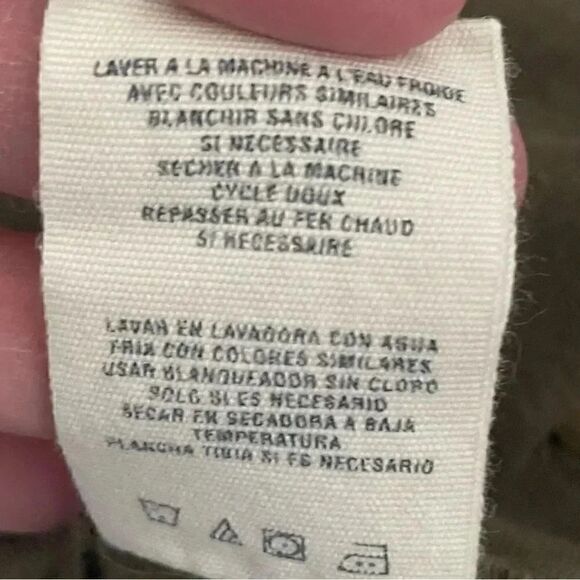 LAVER A LA MACHINE A L'EAU FROIDE
AVEC COULEURS SIMILAIRES
BLANCHIR SANS CHLORE
SI NECESSAIRE
SECHER A LA MACHINE
CYCLE DOUX
REPASSER AU FER CHAUD
SI NECESSAIRE
LAVAR EN LAVADORA CON AGUA
FRIA CON COLORES SIMILARES
USAR BLANQUEADOR SIN CLORO
SOLO SI ES NECESARIO
SECAR EN SECADORA A BAJA
TEMPERATURA
PLANCHA TIBIA SI ES NECESARIO